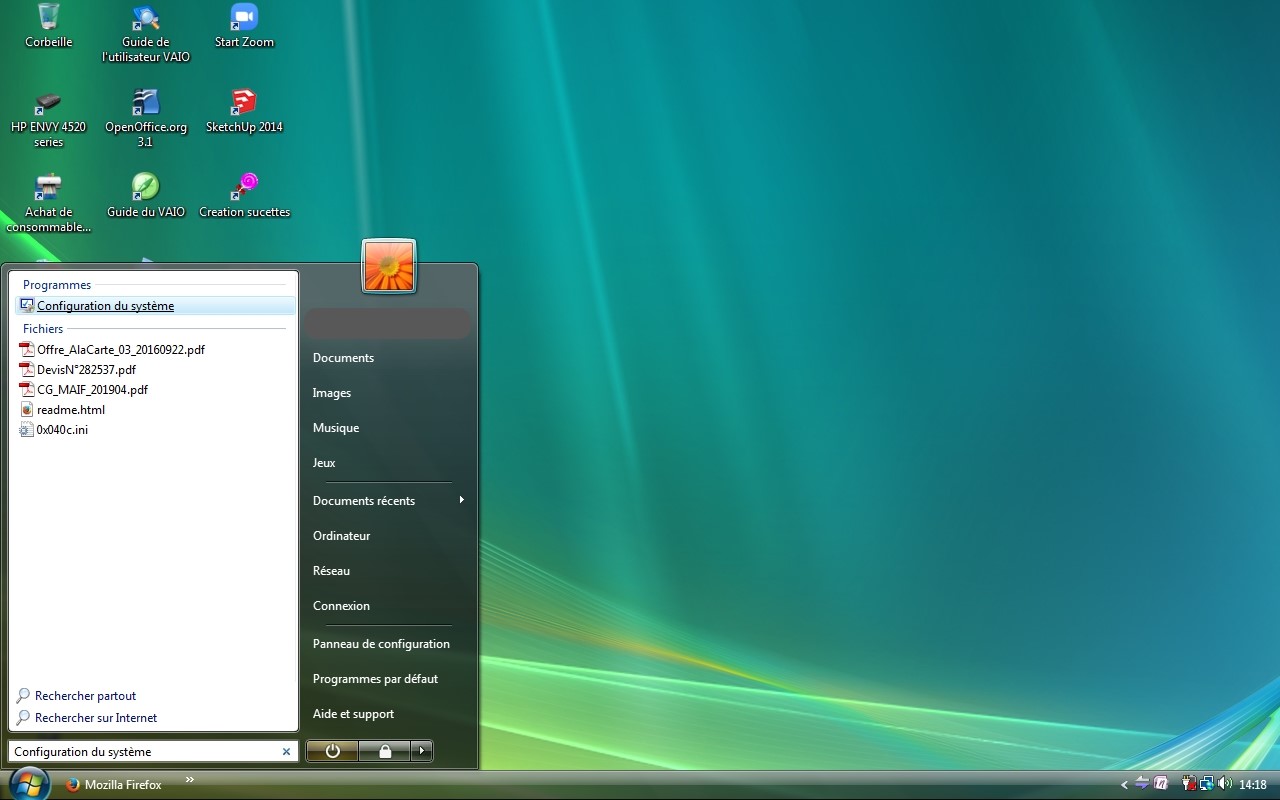 Corbeille
Guide de
l'utilisateur VAIO
Start Zoom
HP ENVY 4520
series
OpenOffice.org
3.1
SketchUp 2014
Achat de
consommable...
Guide du VAIO
Creation sucettes
Programmes
Configuration du système
Fichiers
Offre_AlaCarte_03_20160922.pdf
DevisN°282537.pdf
CG_MAIF_201904.pdf
readme.html
0x040c.ini
Rechercher partout
Rechercher sur Internet
Configuration du système
Documents
Images
Musique
Jeux
Documents récents
Ordinateur
Réseau
Connexion
Panneau de configuration
Programmes par défaut
Aide et support
Mozilla Firefox
14:18